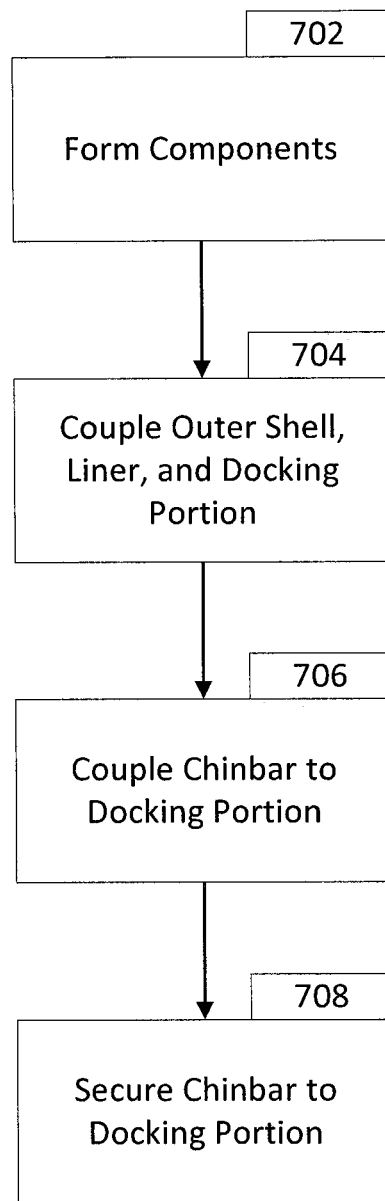 702
Form Components
704
Couple Outer Shell,
Liner, and Docking
Portion
706
Couple Chinbar to
Docking Portion
708
Secure Chinbar to
Docking Portion